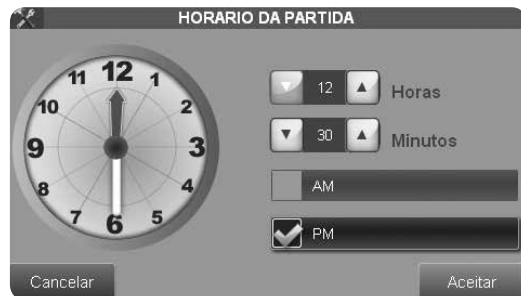 HORARIO DA PARTIDA
11 12 1
10 2
9 3
8 4
7 6 5
▼ 12 ▲ Horas
▼ 30 ▲ Minutos
AM
PM
Cancelar Aceitar